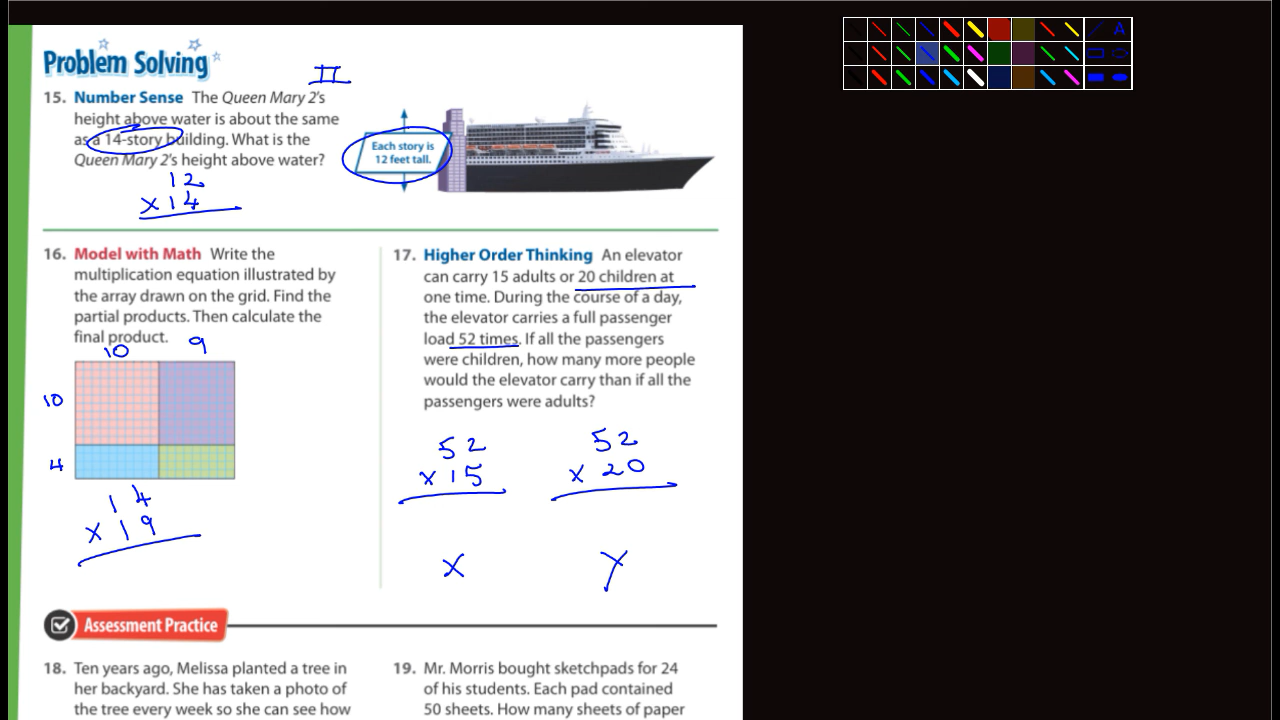 Problem Solving
II
15. Number Sense The Queen Mary 2's
height above water is about the same
as a 14-story building. What is the
Queen Mary 2's height above water?
Each story is
12 feet tall.
12
x 14
16. Model with Math Write the
multiplication equation illustrated by
the array drawn on the grid. Find the
partial products. Then calculate the
final product.
10 9
10
4
14
x 19
17. Higher Order Thinking An elevator
can carry 15 adults or 20 children at
one time. During the course of a day,
the elevator carries a full passenger
load 52 times. If all the passengers
were children, how many more people
would the elevator carry than if all the
passengers were adults?
52 52
x 15 x 20
x y
Assessment Practice
18. Ten years ago, Melissa planted a tree in
her backyard. She has taken a photo of
the tree every week so she can see how
19. Mr. Morris bought sketchpads for 24
of his students. Each pad contained
50 sheets. How many sheets of paper
A